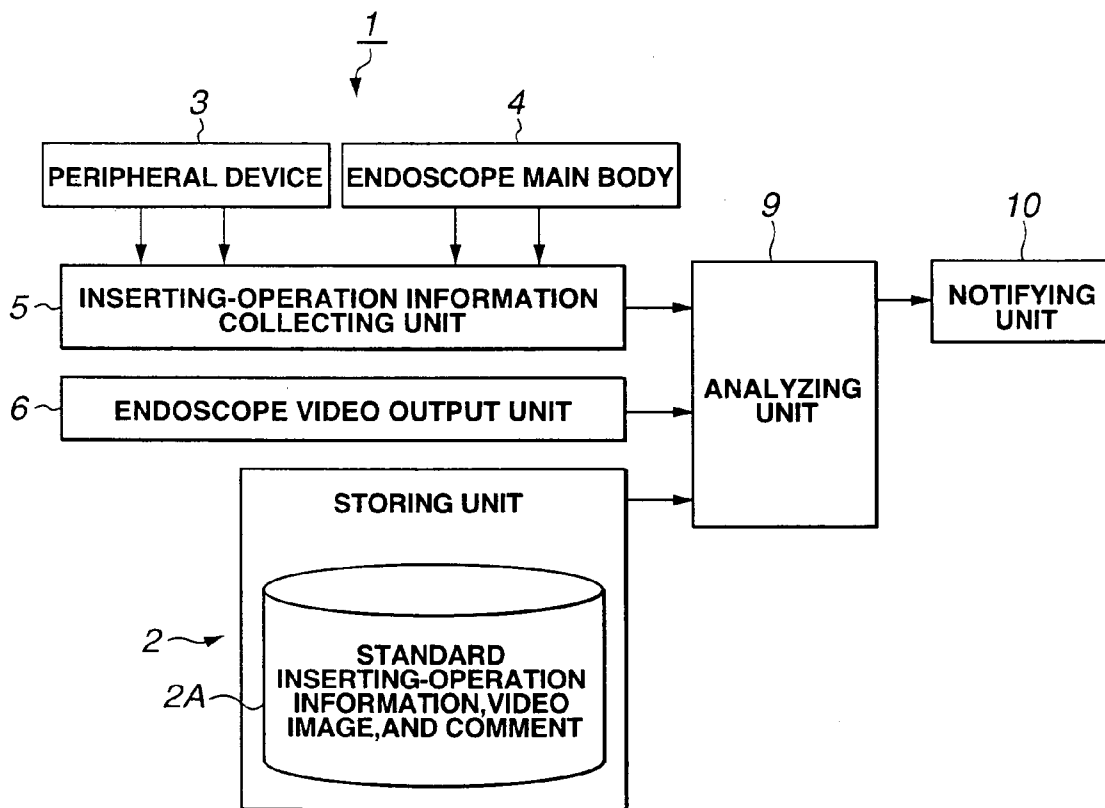 1
3
4
PERIPHERAL DEVICE
ENDOSCOPE MAIN BODY
9
10
5
INSERTING-OPERATION INFORMATION
COLLECTING UNIT
NOTIFYING
UNIT
6
ENDOSCOPE VIDEO OUTPUT UNIT
ANALYZING
UNIT
STORING UNIT
2
2A
STANDARD
INSERTING-OPERATION
INFORMATION,VIDEO
IMAGE,AND COMMENT